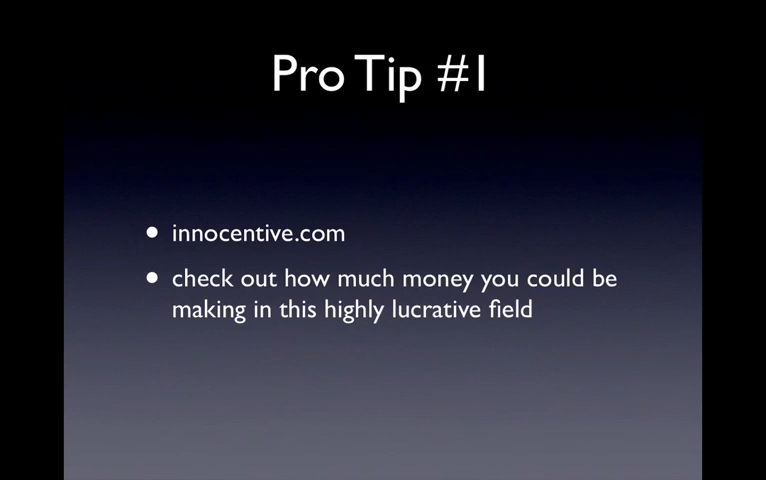 Pro Tip #1
• innocentive.com
• check out how much money you could be
making in this highly lucrative field